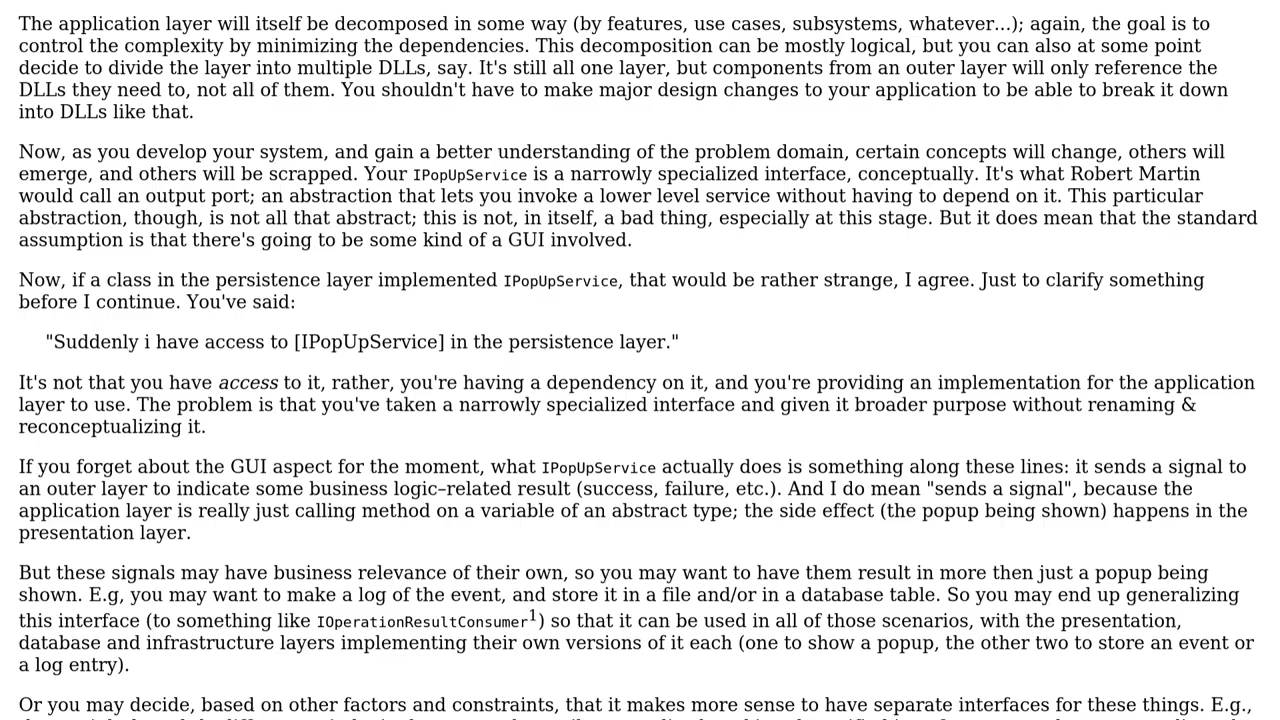 The application layer will itself be decomposed in some way (by features, use cases, subsystems, whatever...); again, the goal is to
control the complexity by minimizing the dependencies. This decomposition can be mostly logical, but you can also at some point
decide to divide the layer into multiple DLLs, say. It's still all one layer, but components from an outer layer will only reference the
DLLs they need to, not all of them. You shouldn't have to make major design changes to your application to be able to break it down
into DLLs like that.
Now, as you develop your system, and gain a better understanding of the problem domain, certain concepts will change, others will
emerge, and others will be scrapped. Your IPopUpService is a narrowly specialized interface, conceptually. It's what Robert Martin
would call an output port; an abstraction that lets you invoke a lower level service without having to depend on it. This particular
abstraction, though, is not all that abstract; this is not, in itself, a bad thing, especially at this stage. But it does mean that the standard
assumption is that there's going to be some kind of a GUI involved.
Now, if a class in the persistence layer implemented IPopUpService, that would be rather strange, I agree. Just to clarify something
before I continue. You've said:
"Suddenly i have access to [IPopUpService] in the persistence layer."
It's not that you have access to it, rather, you're having a dependency on it, and you're providing an implementation for the application
layer to use. The problem is that you've taken a narrowly specialized interface and given it broader purpose without renaming &
reconceptualizing it.
If you forget about the GUI aspect for the moment, what IPopUpService actually does is something along these lines: it sends a signal to
an outer layer to indicate some business logic–related result (success, failure, etc.). And I do mean "sends a signal", because the
application layer is really just calling method on a variable of an abstract type; the side effect (the popup being shown) happens in the
presentation layer.
But these signals may have business relevance of their own, so you may want to have them result in more then just a popup being
shown. E.g, you may want to make a log of the event, and store it in a file and/or in a database table. So you may end up generalizing
this interface (to something like IOperationResultConsumer1) so that it can be used in all of those scenarios, with the presentation,
database and infrastructure layers implementing their own versions of it each (one to show a popup, the other two to store an event or
a log entry).
Or you may decide, based on other factors and constraints, that it makes more sense to have separate interfaces for these things. E.g.,